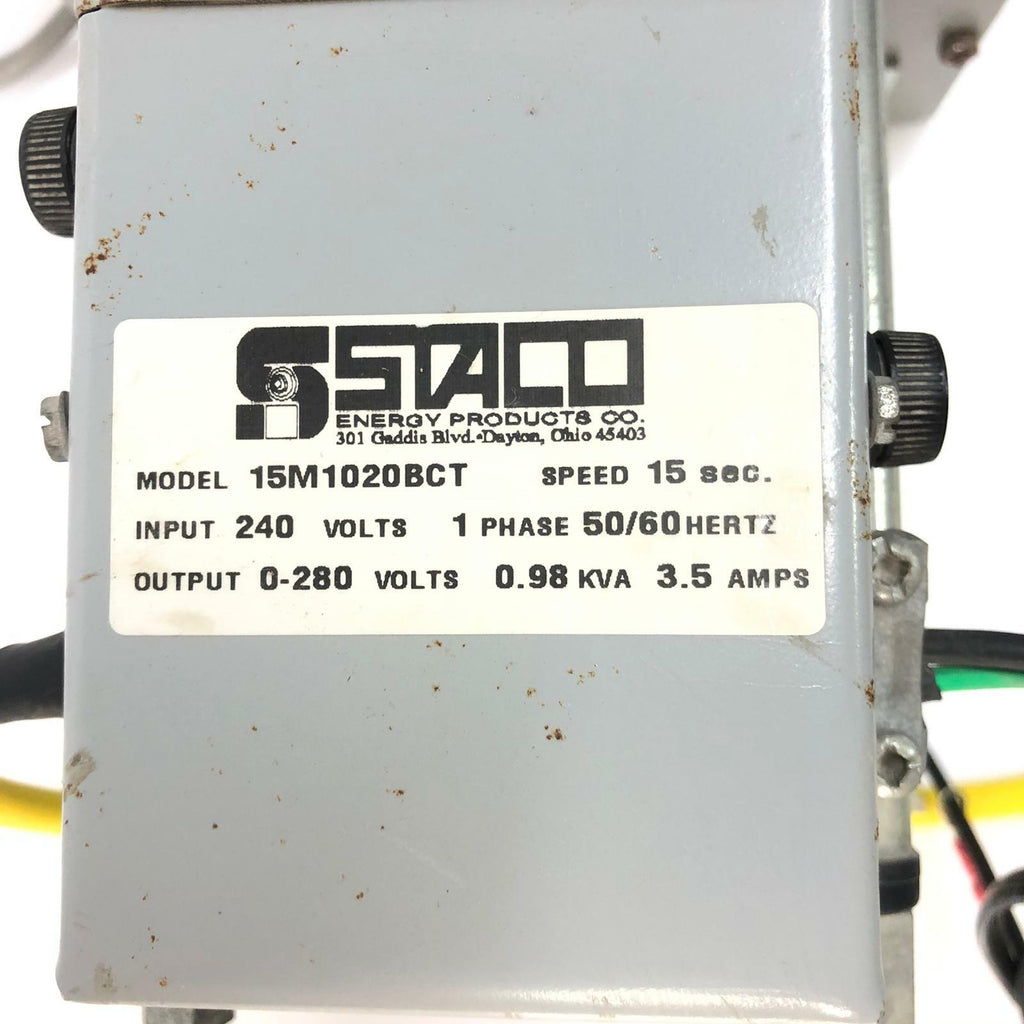 STACO
ENERGY PRODUCTS CO.
301 Gaddis Blvd.•Dayton, Ohio 45403
MODEL 15M1020BCT SPEED 15 sec.
INPUT 240 VOLTS 1 PHASE 50/60 HERTZ
OUTPUT 0-280 VOLTS 0.98 KVA 3.5 AMPS